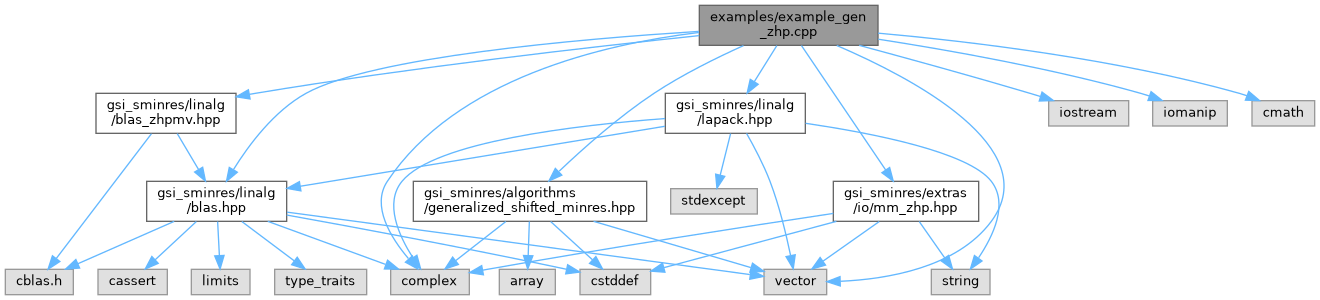 examples/example_gen
_zhp.cpp
gsi_sminres/linalg
/blas_zhpmv.hpp
gsi_sminres/linalg
/lapack.hpp
iostream
iomanip
cmath
gsi_sminres/linalg
/blas.hpp
gsi_sminres/algorithms
/generalized_shifted_minres.hpp
stdexcept
gsi_sminres/extras
/io/mm_zhp.hpp
cblas.h
cassert
limits
type_traits
complex
array
cstddef
vector
string